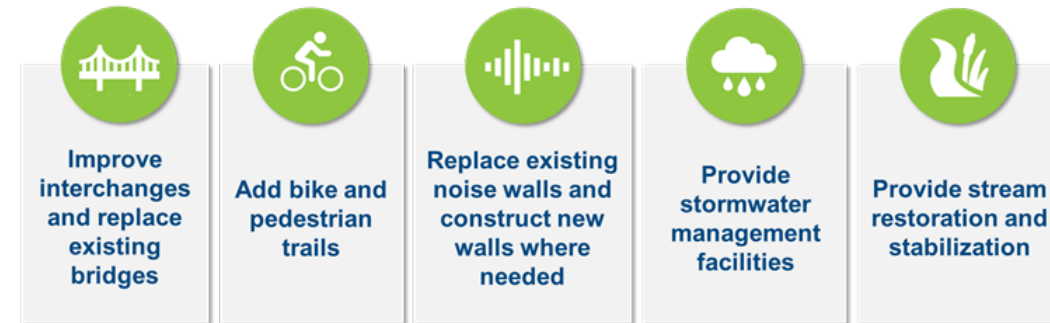 Improve
interchanges
and replace
existing
bridges
Add bike and
pedestrian
trails
Replace existing
noise walls and
construct new
walls where
needed
Provide
stormwater
management
facilities
Provide stream
restoration and
stabilization